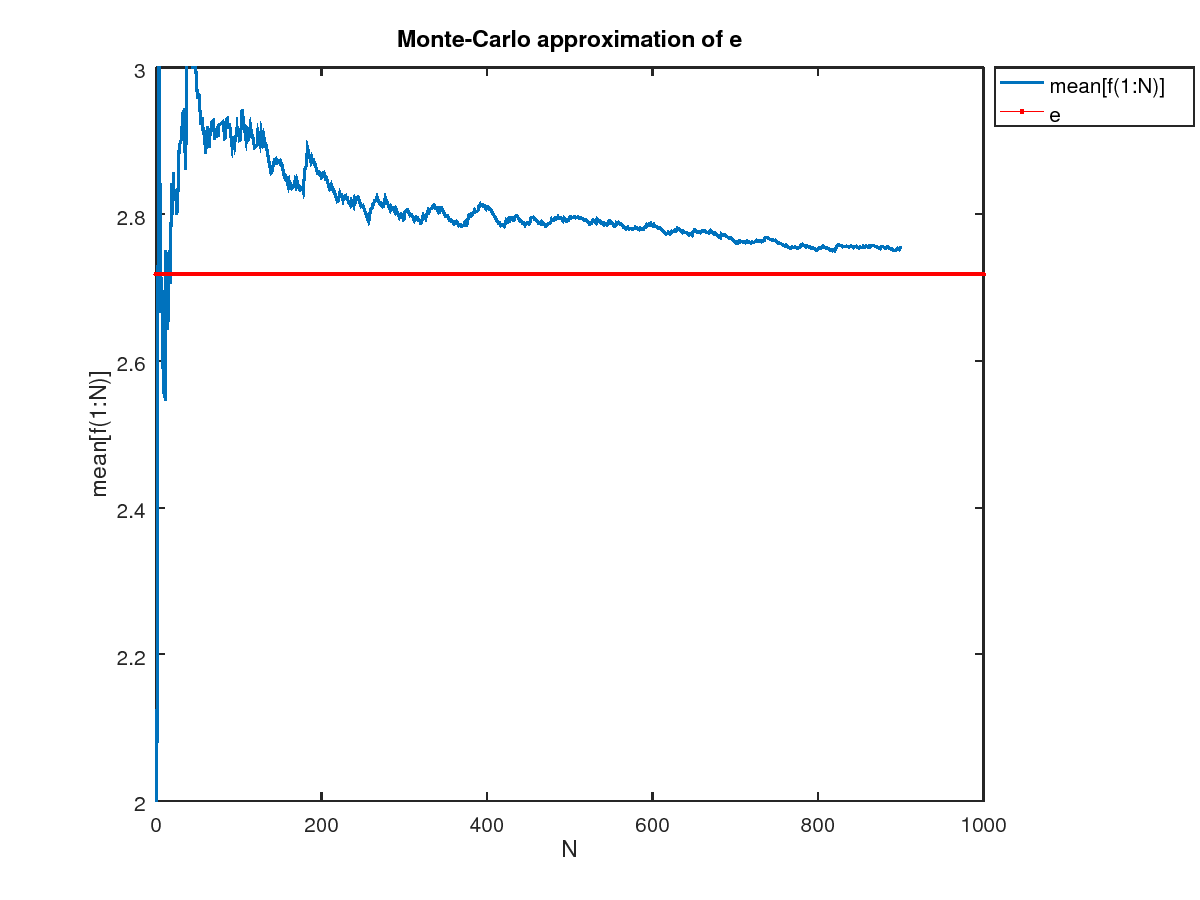 Monte-Carlo approximation of e
mean[f(1:N)]
e
3
2.8
2.6
2.4
2.2
2
mean[f(1:N)]
0 200 400 600 800 1000
N